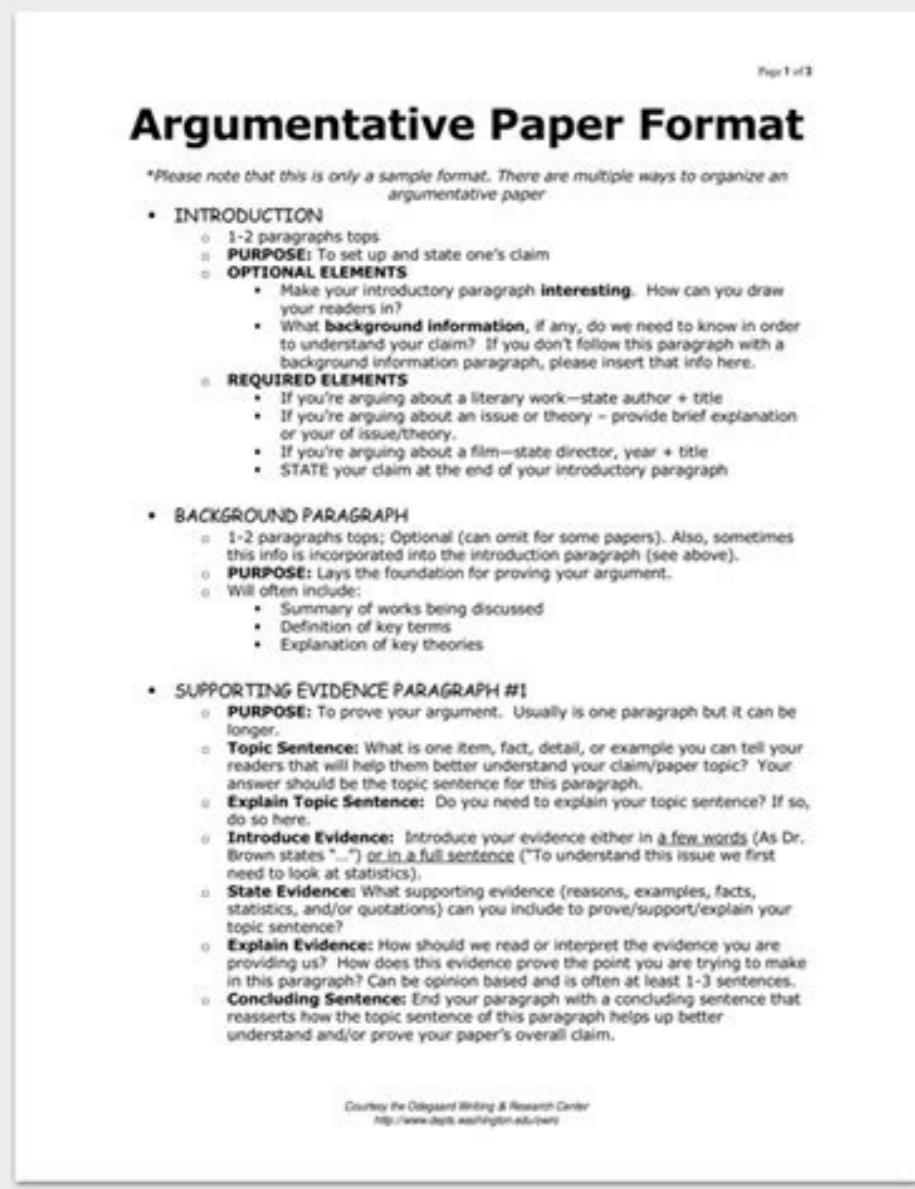 Page 1 of 3
Argumentative Paper Format
*Please note that this is only a sample format. There are multiple ways to organize an
argumentative paper
• INTRODUCTION
o 1-2 paragraphs tops
o PURPOSE: To set up and state one's claim
o OPTIONAL ELEMENTS
▪ Make your introductory paragraph interesting. How can you draw
your readers in?
▪ What background information, if any, do we need to know in order
to understand your claim? If you don't follow this paragraph with a
background information paragraph, please insert that info here.
o REQUIRED ELEMENTS
▪ If you're arguing about a literary work—state author + title
▪ If you're arguing about an issue or theory – provide brief explanation
or your of issue/theory.
▪ If you're arguing about a film—state director, year + title
▪ STATE your claim at the end of your introductory paragraph
• BACKGROUND PARAGRAPH
o 1-2 paragraphs tops; Optional (can omit for some papers). Also, sometimes
this info is incorporated into the introduction paragraph (see above).
o PURPOSE: Lays the foundation for proving your argument.
o Will often include:
▪ Summary of works being discussed
▪ Definition of key terms
▪ Explanation of key theories
• SUPPORTING EVIDENCE PARAGRAPH #1
o PURPOSE: To prove your argument. Usually is one paragraph but it can be
longer.
o Topic Sentence: What is one item, fact, detail, or example you can tell your
readers that will help them better understand your claim/paper topic? Your
answer should be the topic sentence for this paragraph.
o Explain Topic Sentence: Do you need to explain your topic sentence? If so,
do so here.
o Introduce Evidence: Introduce your evidence either in a few words (As Dr.
Brown states "…") or in a full sentence ("To understand this issue we first
need to look at statistics).
o State Evidence: What supporting evidence (reasons, examples, facts,
statistics, and/or quotations) can you include to prove/support/explain your
topic sentence?
o Explain Evidence: How should we read or interpret the evidence you are
providing us? How does this evidence prove the point you are trying to make
in this paragraph? Can be opinion based and is often at least 1-3 sentences.
o Concluding Sentence: End your paragraph with a concluding sentence that
reasserts how the topic sentence of this paragraph helps up better
understand and/or prove your paper's overall claim.
Courtesy the Odegaard Writing & Research Center
http://www.depts.washington.edu/owrc